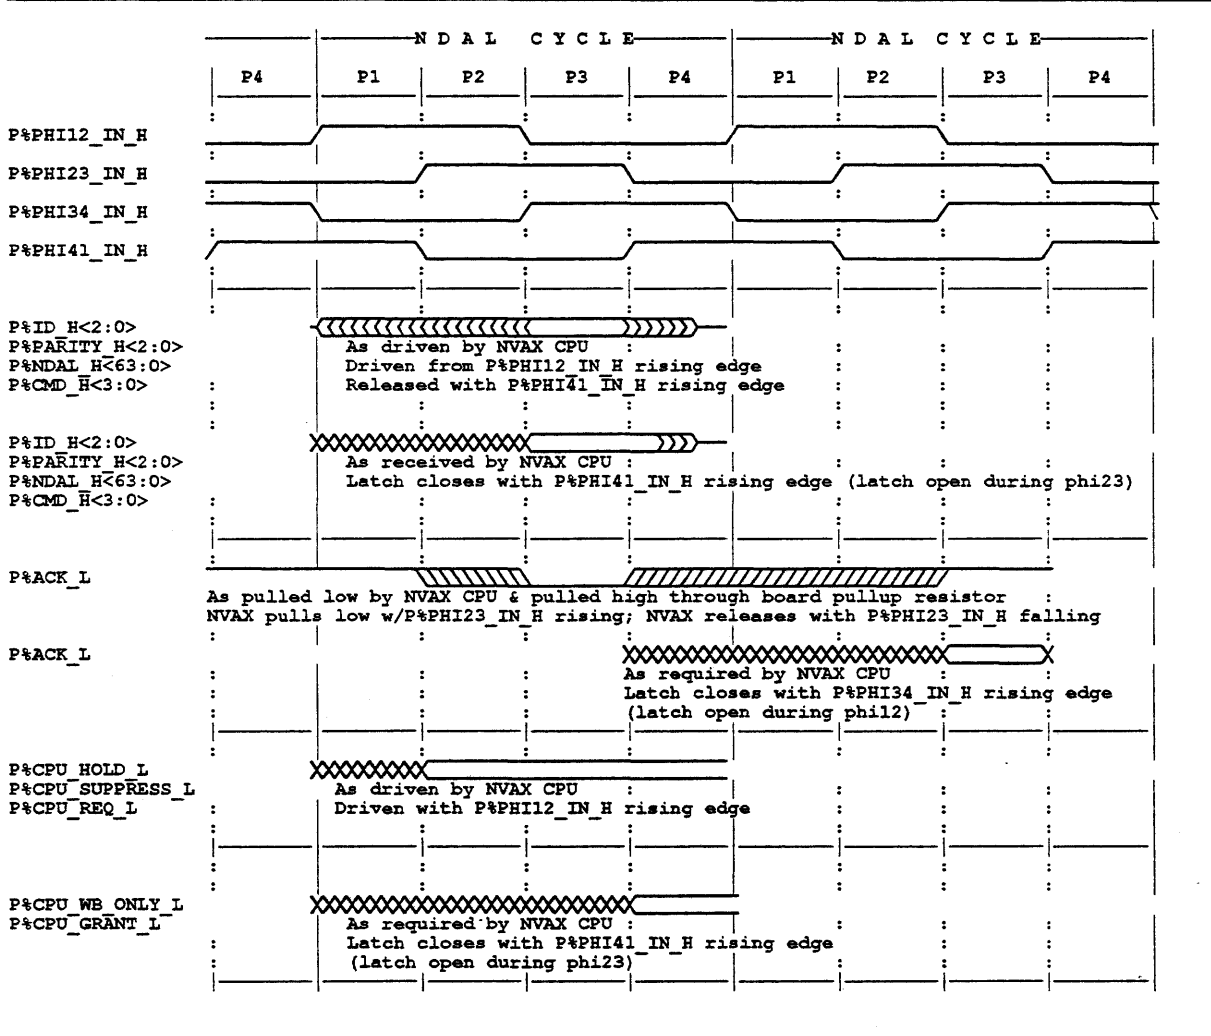 N D A L C Y C L E N D A L C Y C L E
P4 P1 P2 P3 P4 P1 P2 P3 P4
P%PHI12_IN_H
P%PHI23_IN_H
P%PHI34_IN_H
P%PHI41_IN_H
P%ID_H<2:0>
P%PARITY_H<2:0> As driven by NVAX CPU
P%NDAL_H<63:0> Driven from P%PHI12_IN_H rising edge
P%CMD_H<3:0> Released with P%PHI41_IN_H rising edge
P%ID_H<2:0>
P%PARITY_H<2:0> As received by NVAX CPU
P%NDAL_H<63:0> Latch closes with P%PHI41_IN_H rising edge (latch open during phi23)
P%CMD_H<3:0>
P%ACK_L
As pulled low by NVAX CPU & pulled high through board pullup resistor
NVAX pulls low w/P%PHI23_IN_H rising; NVAX releases with P%PHI23_IN_H falling
P%ACK_L
As required by NVAX CPU
Latch closes with P%PHI34_IN_H rising edge
(latch open during phi12)
P%CPU_HOLD_L
P%CPU_SUPPRESS_L As driven by NVAX CPU
P%CPU_REQ_L Driven with P%PHI12_IN_H rising edge
P%CPU_WB_ONLY_L
P%CPU_GRANT_L As required by NVAX CPU
Latch closes with P%PHI41_IN_H rising edge
(latch open during phi23)